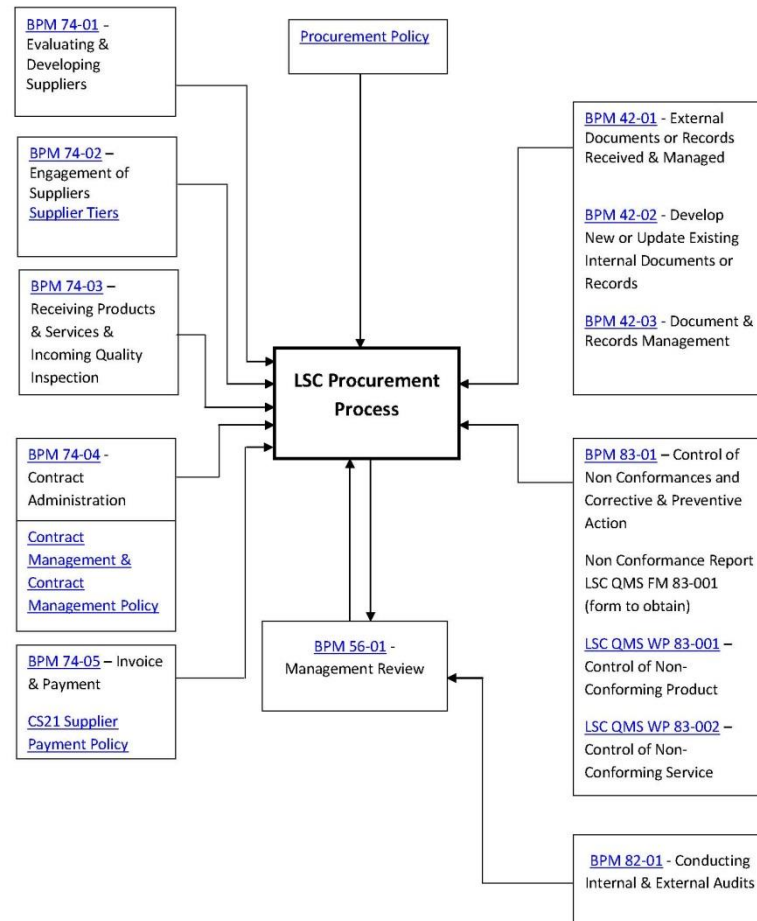 BPM 74-01 -
Evaluating &
Developing
Suppliers
Procurement Policy
BPM 74-02 –
Engagement of
Suppliers
Supplier Tiers
BPM 74-03 –
Receiving Products
& Services &
Incoming Quality
Inspection
BPM 74-04 -
Contract
Administration
Contract
Management &
Contract
Management Policy
BPM 74-05 – Invoice
& Payment
CS21 Supplier
Payment Policy
LSC Procurement
Process
BPM 56-01 -
Management Review
BPM 42-01 - External
Documents or Records
Received & Managed
BPM 42-02 - Develop
New or Update Existing
Internal Documents or
Records
BPM 42-03 - Document &
Records Management
BPM 83-01 – Control of
Non Conformances and
Corrective & Preventive
Action
Non Conformance Report
LSC QMS FM 83-001
(form to obtain)
LSC QMS WP 83-001 –
Control of Non-
Conforming Product
LSC QMS WP 83-002 –
Control of Non-
Conforming Service
BPM 82-01 - Conducting
Internal & External Audits